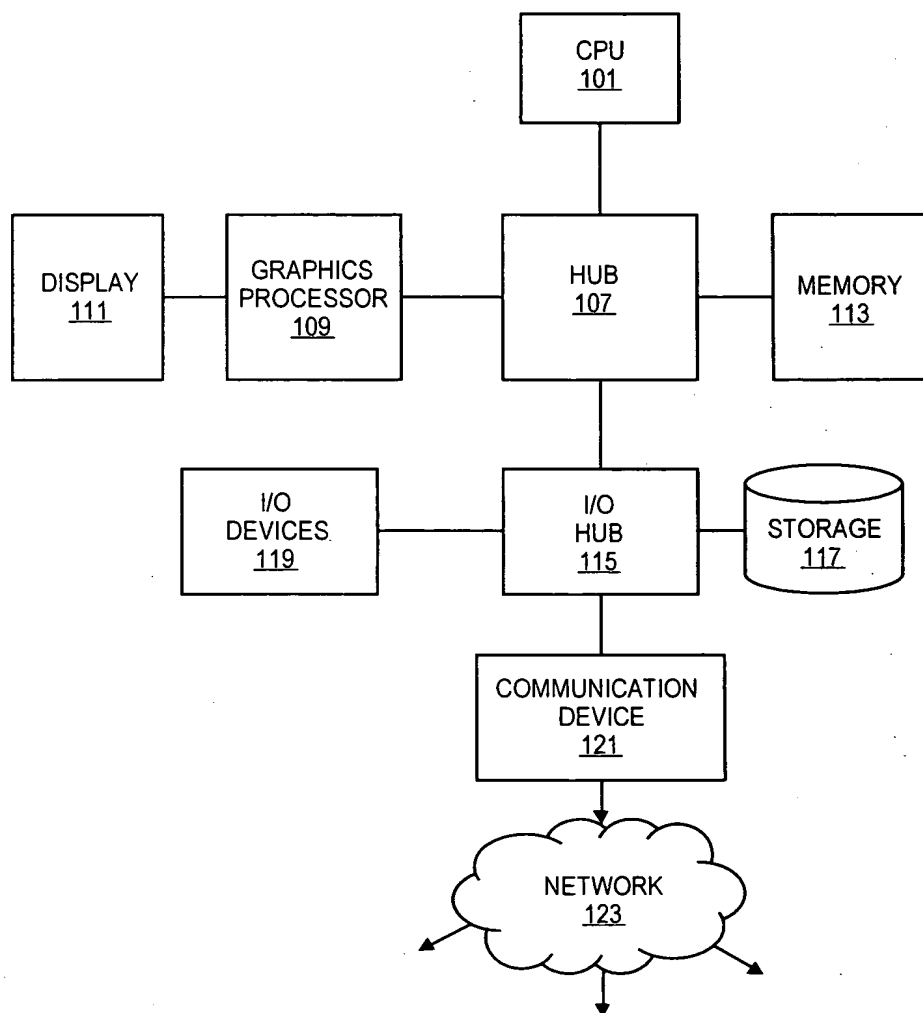 CPU
101
DISPLAY
111
GRAPHICS
PROCESSOR
109
HUB
107
MEMORY
113
I/O
DEVICES
119
I/O
HUB
115
STORAGE
117
COMMUNICATION
DEVICE
121
NETWORK
123